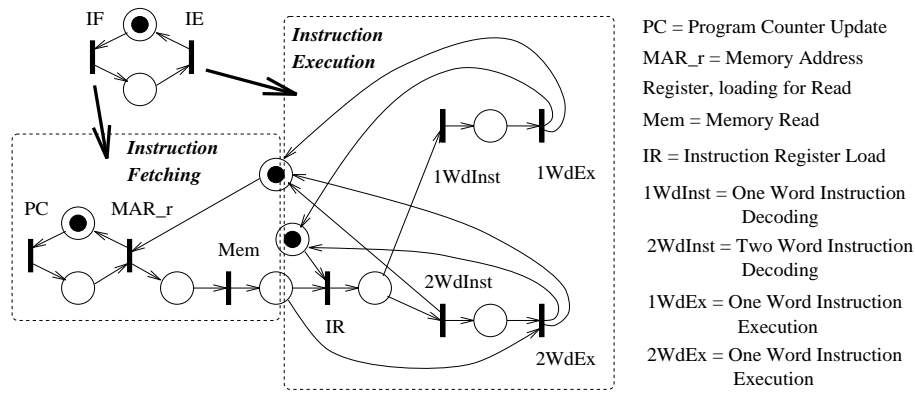 IF
IE
Instruction
Execution
Instruction
Fetching
PC
MAR_r
Mem
IR
1WdInst
1WdEx
2WdInst
2WdEx
PC = Program Counter Update
MAR_r = Memory Address
Register, loading for Read
Mem = Memory Read
IR = Instruction Register Load
1WdInst = One Word Instruction
Decoding
2WdInst = Two Word Instruction
Decoding
1WdEx = One Word Instruction
Execution
2WdEx = One Word Instruction
Execution